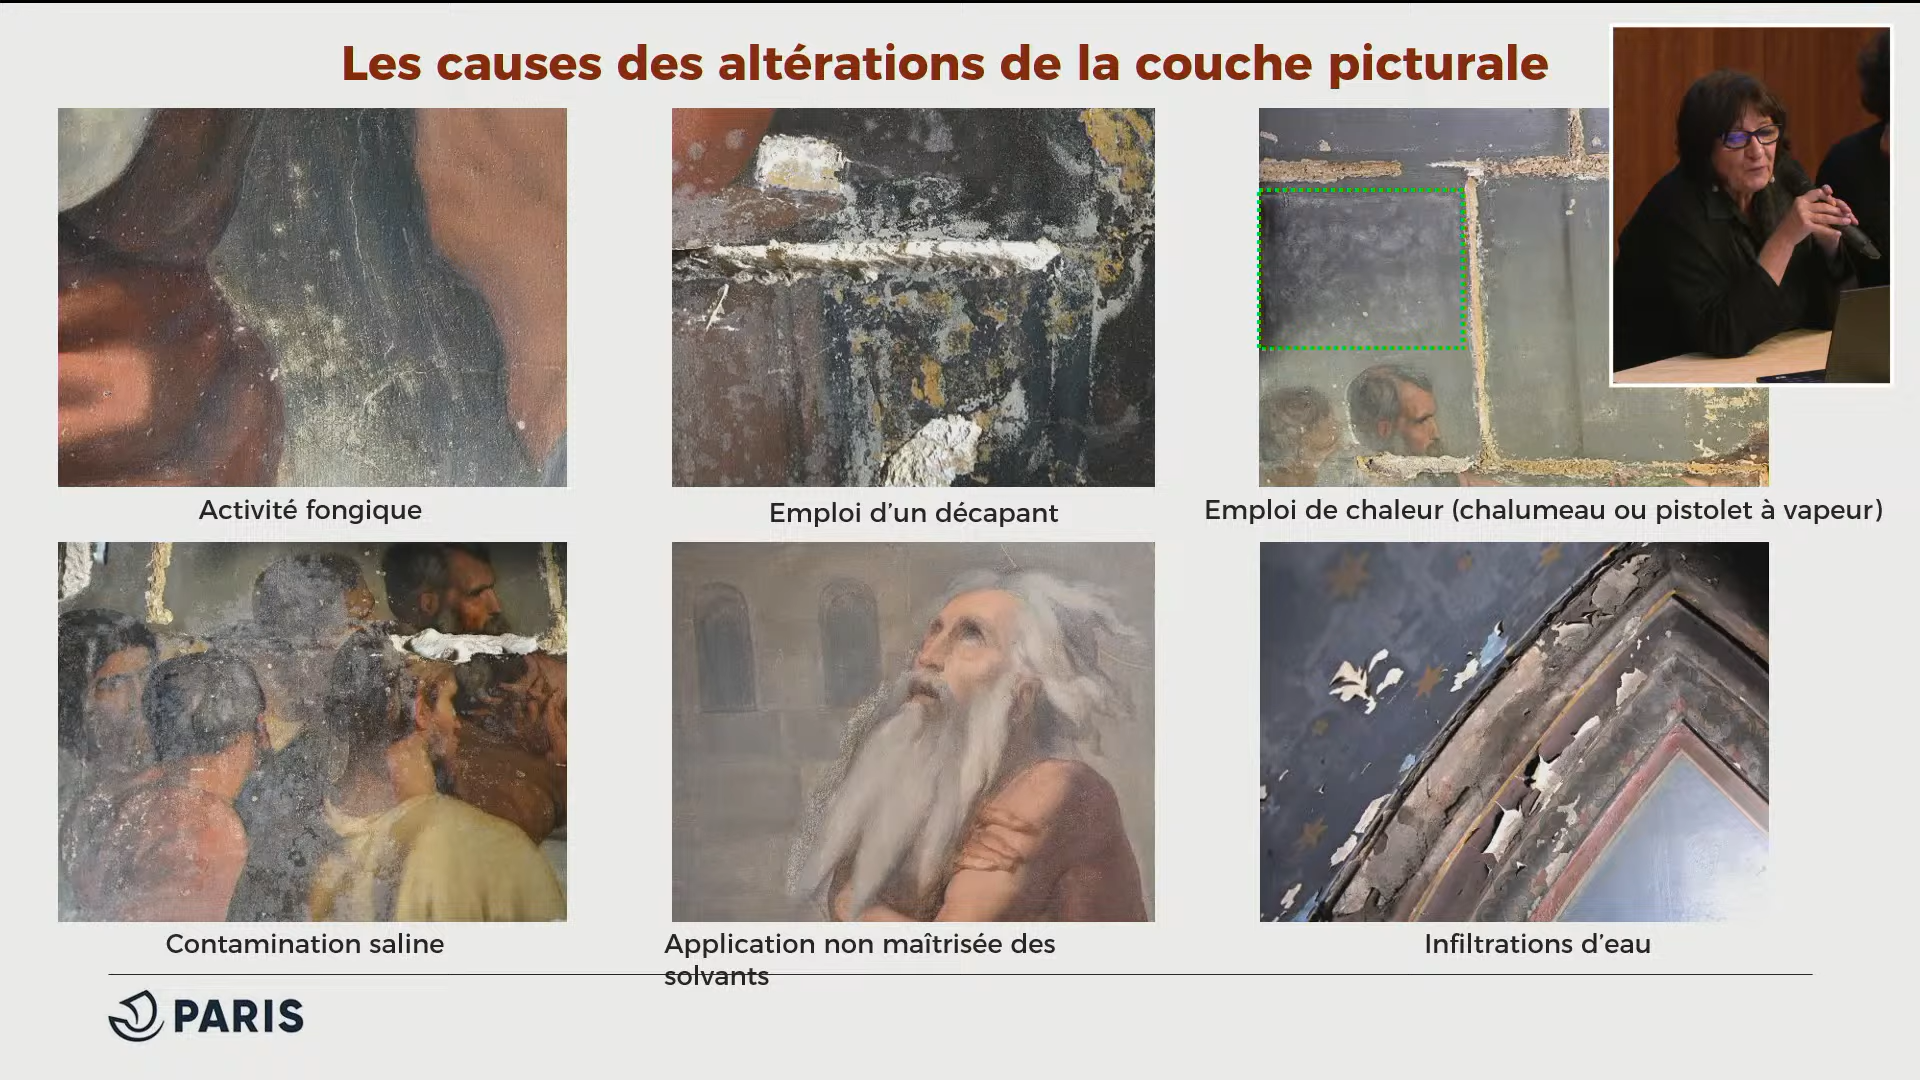 Les causes des altérations de la couche picturale
Activité fongique
Emploi d’un décapant
Emploi de chaleur (chalumeau ou pistolet à vapeur)
Contamination saline
Application non maîtrisée des
solvants
Infiltrations d’eau
PARIS